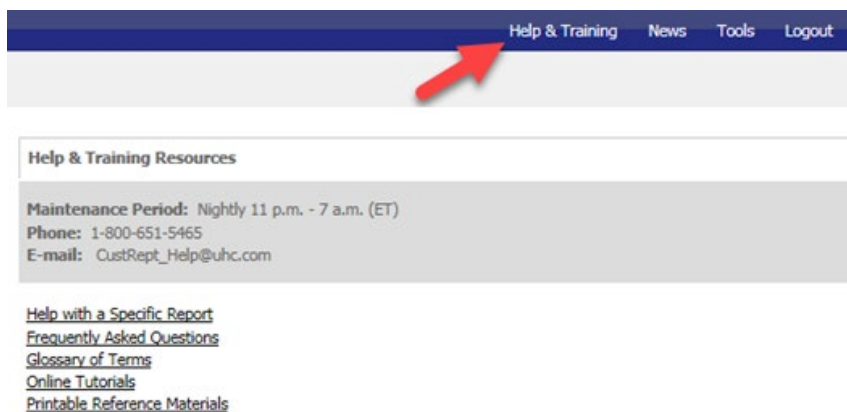 Help & Training News Tools Logout
Help & Training Resources
Maintenance Period: Nightly 11 p.m. - 7 a.m. (ET)
Phone: 1-800-651-5465
E-mail: CustRept_Help@uhc.com
Help with a Specific Report
Frequently Asked Questions
Glossary of Terms
Online Tutorials
Printable Reference Materials